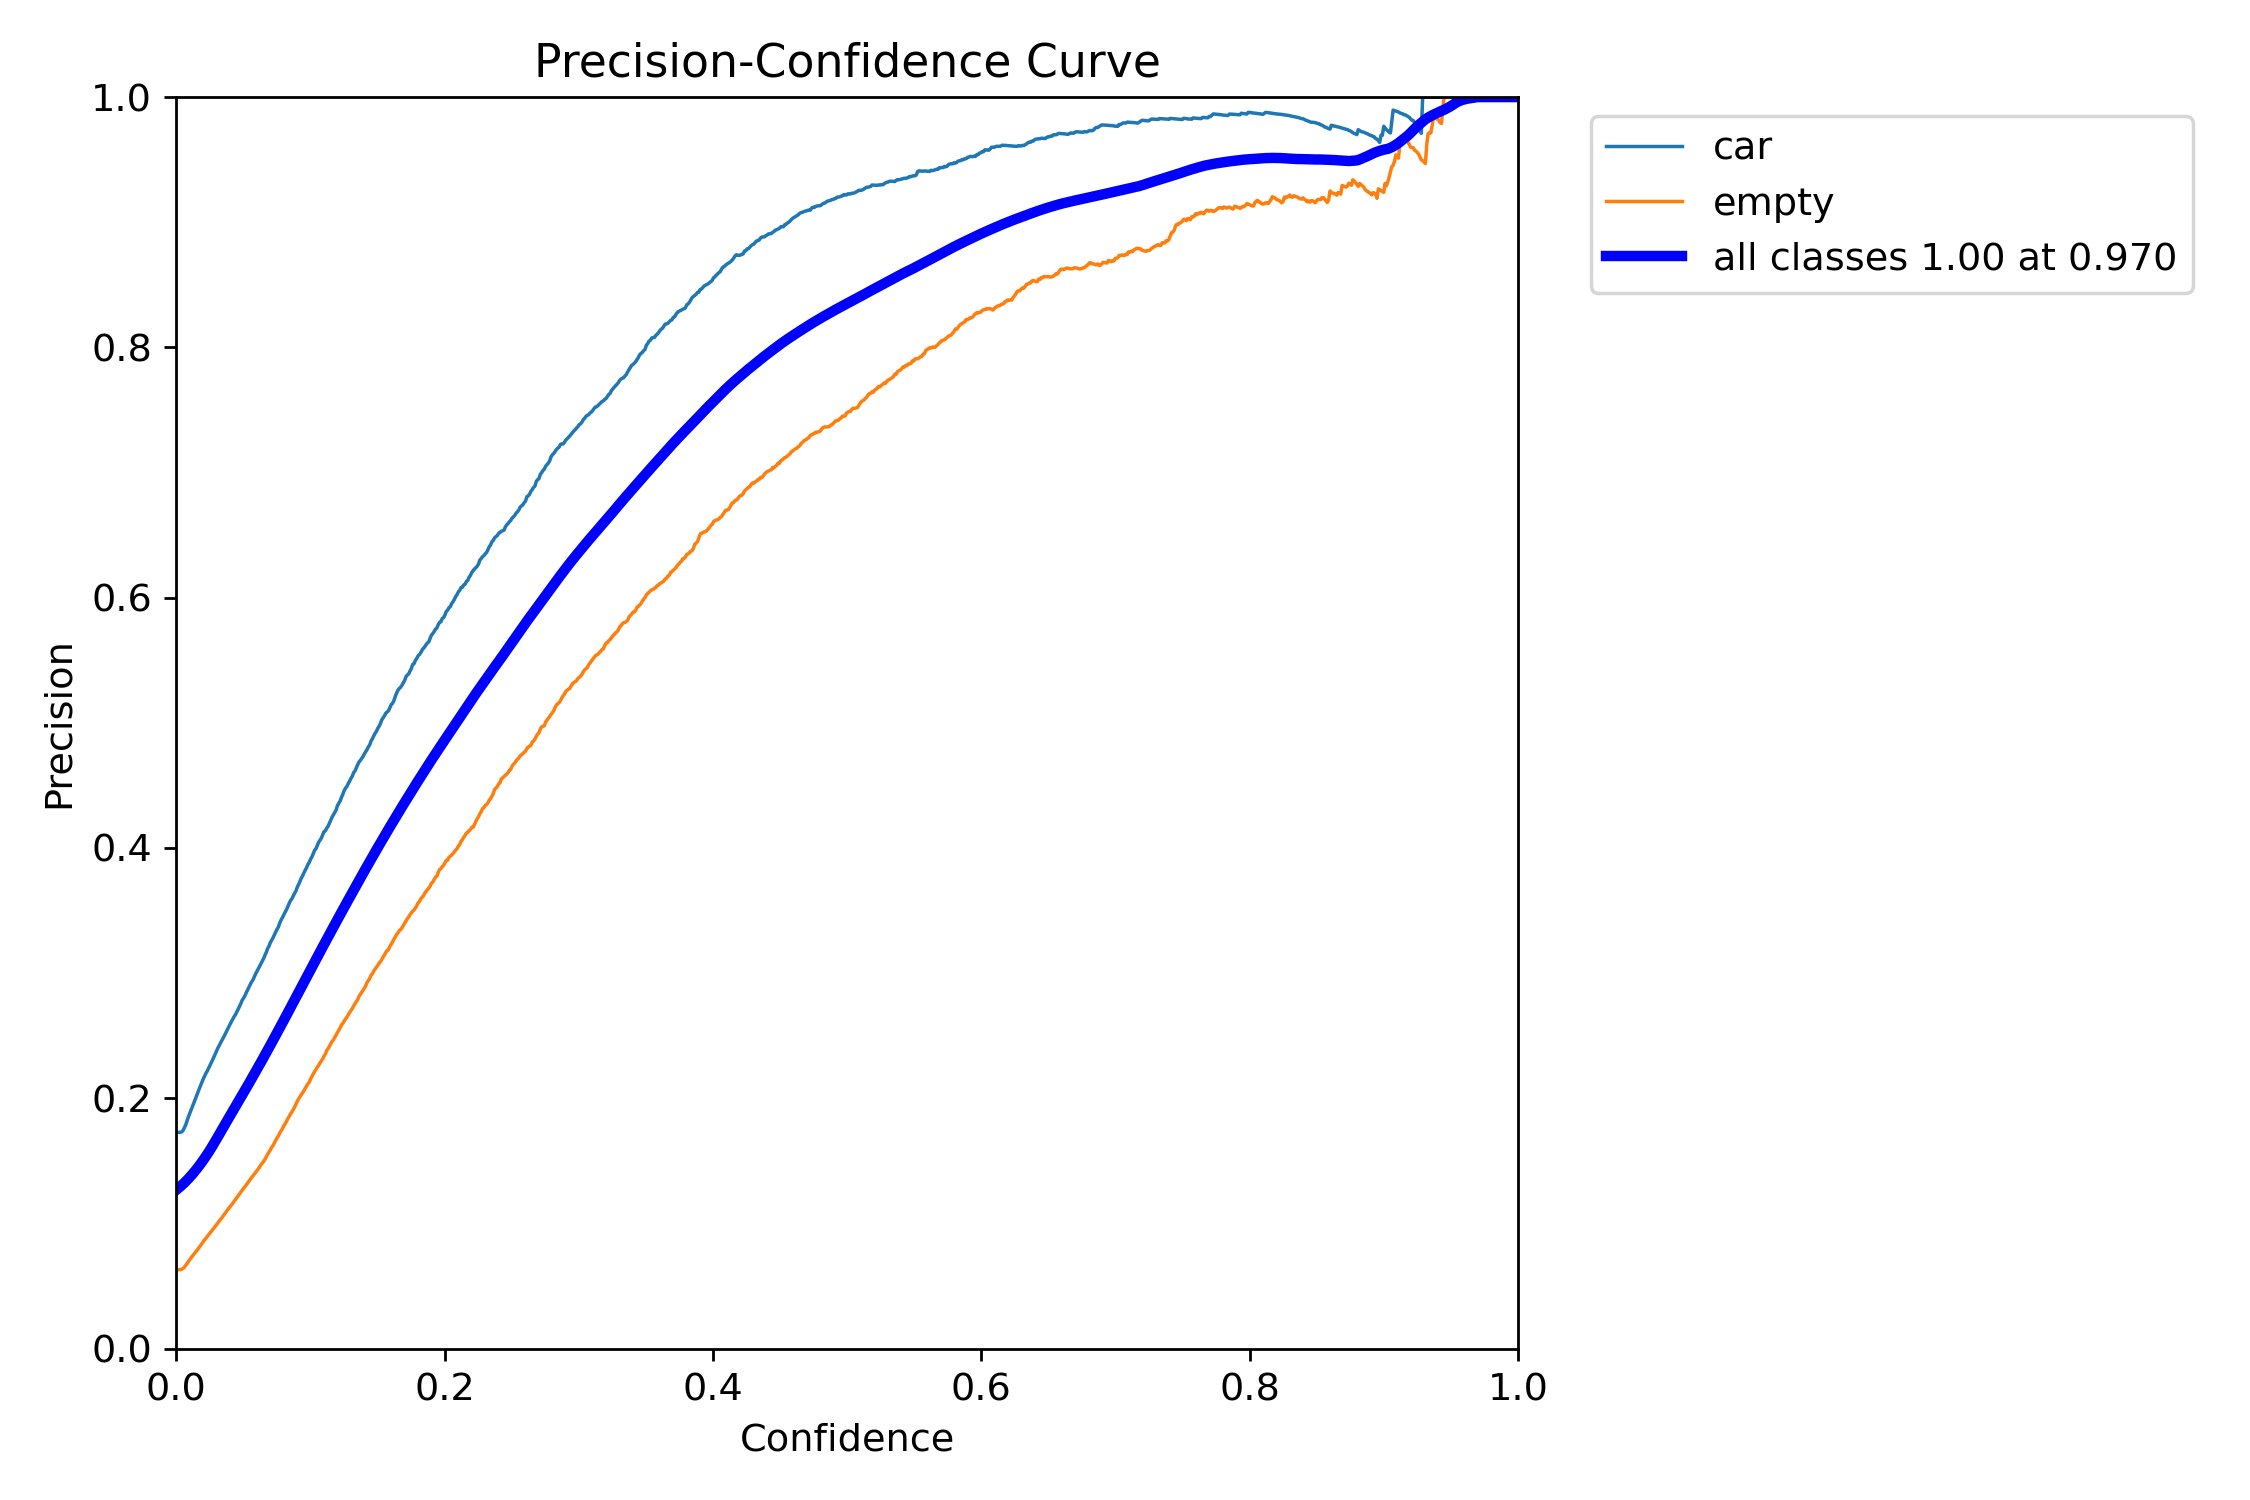 Precision-Confidence Curve
1.0
0.8
0.6
0.4
0.2
0.0
Precision
0.0 0.2 0.4 0.6 0.8 1.0
Confidence
car
empty
all classes 1.00 at 0.970